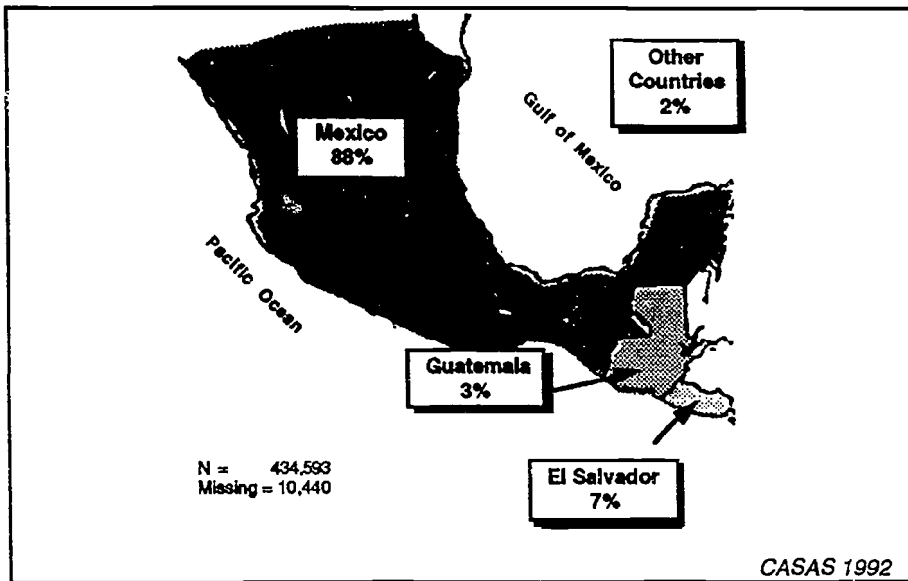 Other
Countries
2%
Gulf of Mexico
Mexico
88%
Pacific Ocean
Guatemala
3%
N = 434,593
Missing = 10,440
El Salvador
7%
CASAS 1992